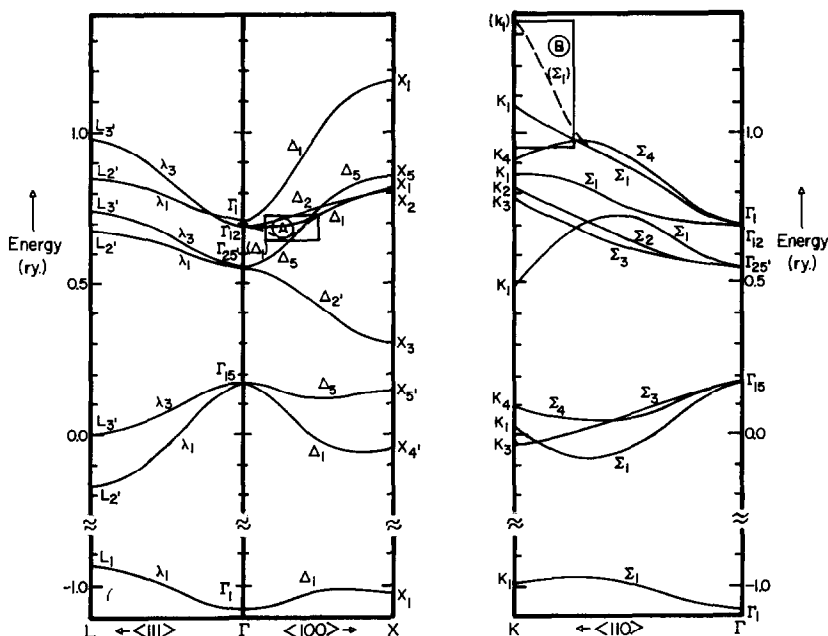 (K₁)
B
(Σ₁)
X₁
K₁
1.0
L₃'
Δ₁
K₄
Σ₄
1.0
λ₃
L₂'
Δ₅
X₅
K₁
Σ₁
Σ₁
λ₁
Γ₁
Δ₂
X₁
K₂
Γ₁
L₃'
Γ₁₂
A
Δ₁
X₂
K₃
Γ₁₂
Energy
(ry.)
λ₃
Γ₂₅'
(Δ₁)
Δ₅
Σ₂
Σ₁
Σ₃
Γ₂₅'
Energy
(ry.)
L₂'
λ₁
0.5
Δ₂'
X₃
K₁
0.5
Γ₁₅
λ₃
Δ₅
X₅'
K₄
Σ₄
Σ₃
Γ₁₅
L₃'
0.0
λ₁
Δ₁
X₄'
K₁
K₃
Σ₁
0.0
L₂'
L₁
λ₁
Γ₁
Δ₁
X₁
K₁
Σ₁
-1.0
-1.0
Γ₁
L ←<111> Γ <100>→ X
K ←<110> Γ